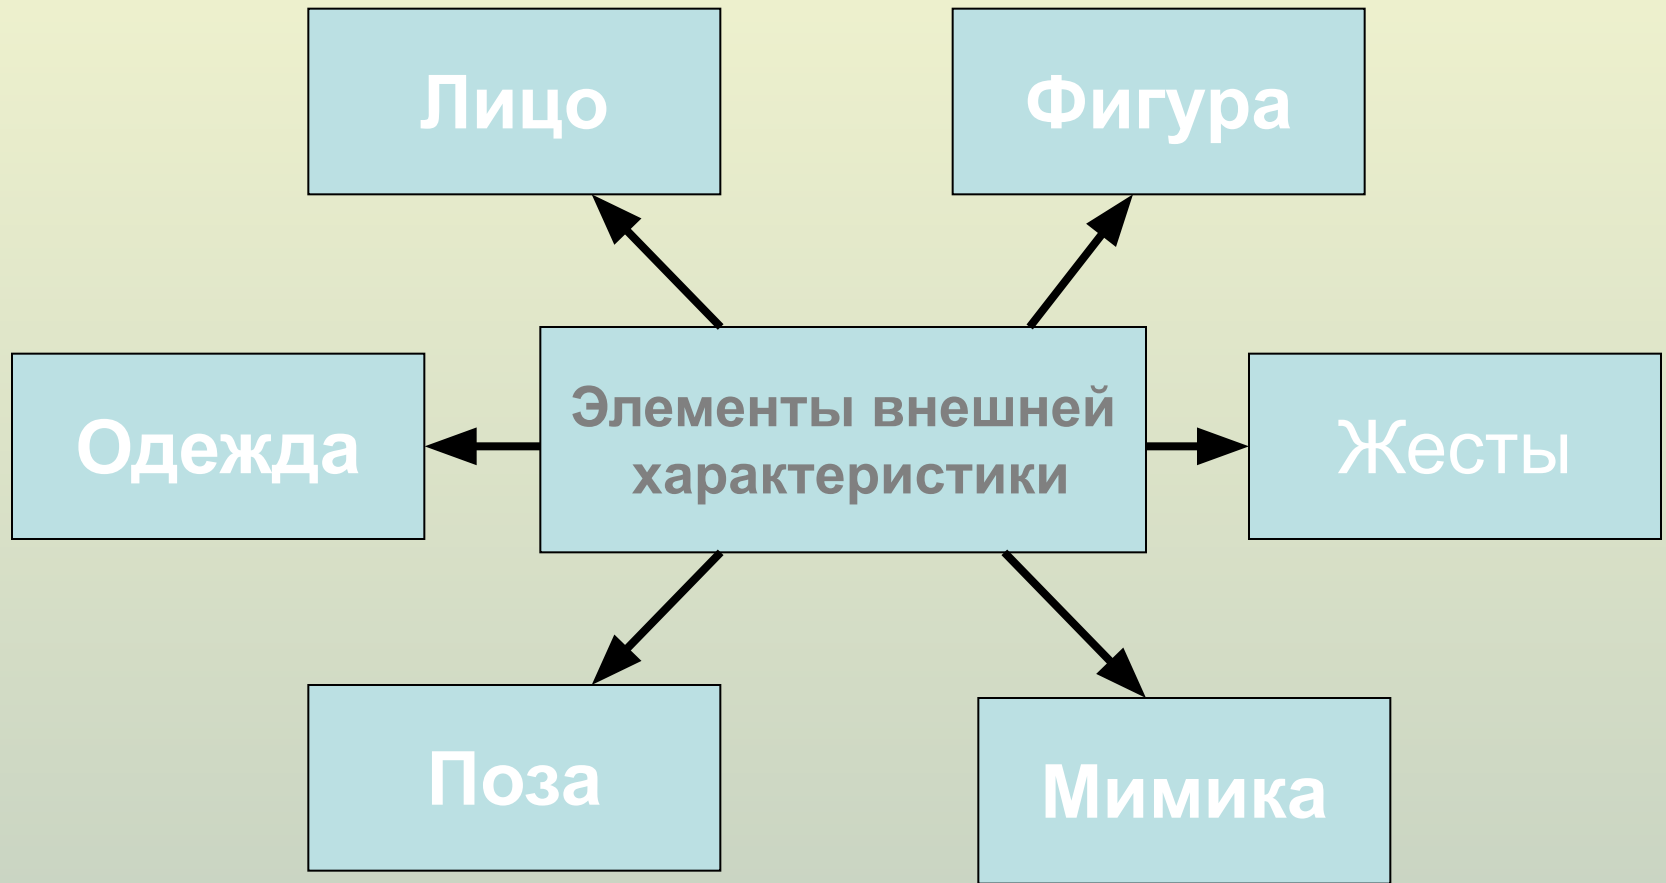 Лицо
Фигура
Одежда
Элементы внешней
характеристики
Жесты
Поза
Мимика